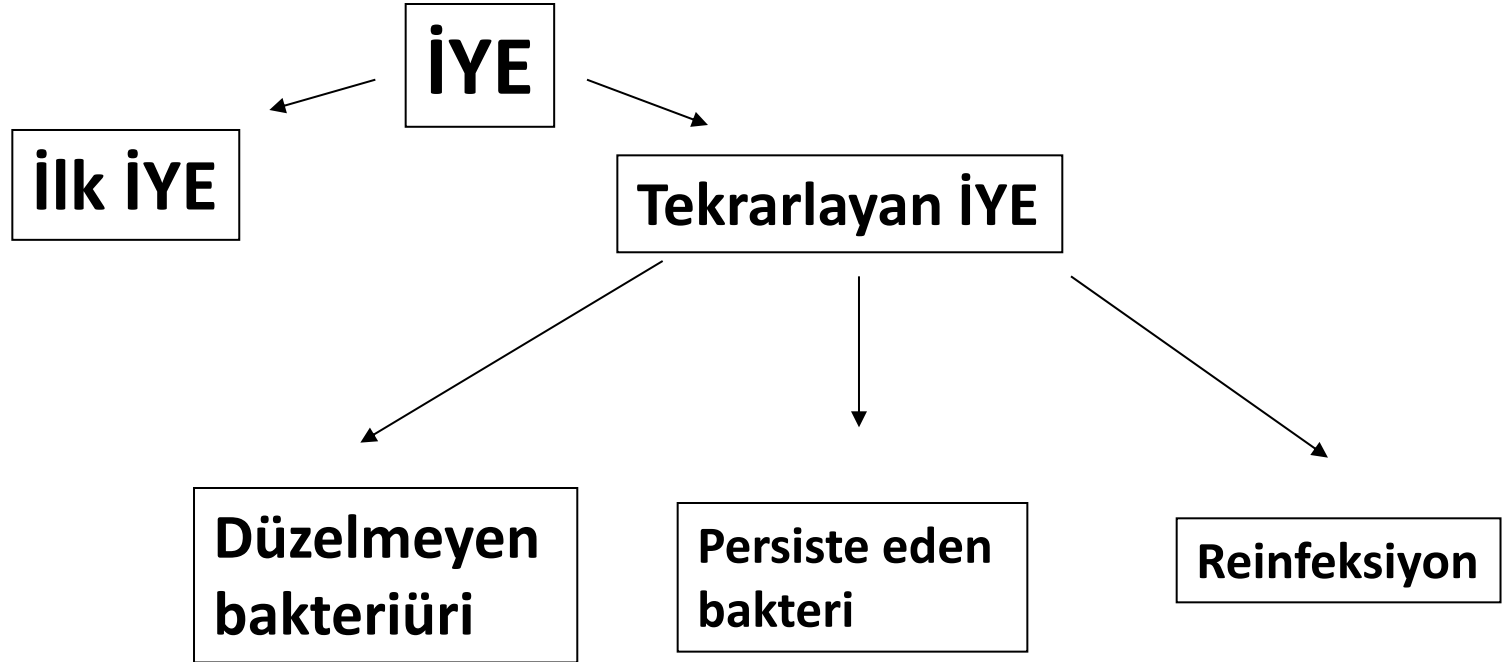 İYE
İlk İYE
Tekrarlayan İYE
Düzelmeyen
bakteriüri
Persiste eden
bakteri
Reinfeksiyon